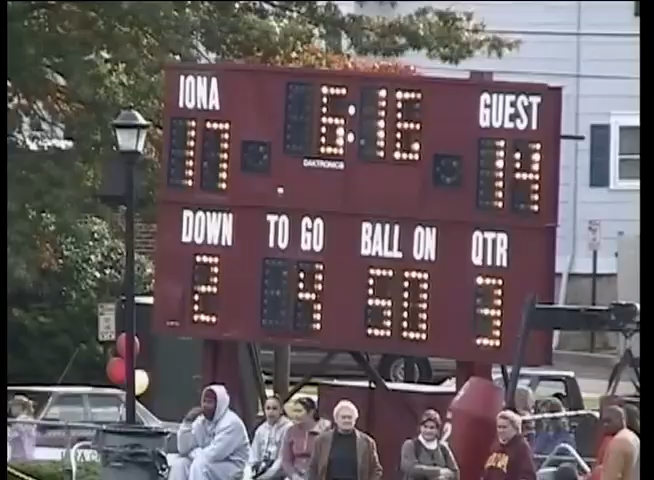 IONA 6:16 GUEST
17 14
DAKTRONICS
DOWN TO GO BALL ON QTR
2 4 50 3